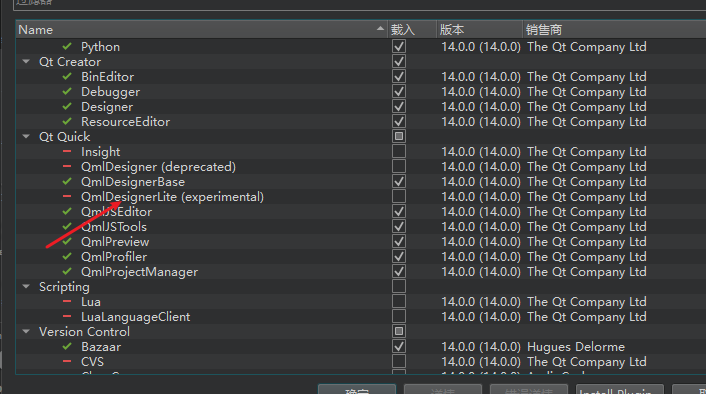 Name 载入 版本 销售商
Python 14.0.0 (14.0.0) The Qt Company Ltd
Qt Creator
BinEditor 14.0.0 (14.0.0) The Qt Company Ltd
Debugger 14.0.0 (14.0.0) The Qt Company Ltd
Designer 14.0.0 (14.0.0) The Qt Company Ltd
ResourceEditor 14.0.0 (14.0.0) The Qt Company Ltd
Qt Quick
Insight 14.0.0 (14.0.0) The Qt Company Ltd
QmlDesigner (deprecated) 14.0.0 (14.0.0) The Qt Company Ltd
QmlDesignerBase 14.0.0 (14.0.0) The Qt Company Ltd
QmlDesignerLite (experimental) 14.0.0 (14.0.0) The Qt Company Ltd
QmlJSEditor 14.0.0 (14.0.0) The Qt Company Ltd
QmlJSTools 14.0.0 (14.0.0) The Qt Company Ltd
QmlPreview 14.0.0 (14.0.0) The Qt Company Ltd
QmlProfiler 14.0.0 (14.0.0) The Qt Company Ltd
QmlProjectManager 14.0.0 (14.0.0) The Qt Company Ltd
Scripting
Lua 14.0.0 (14.0.0) The Qt Company Ltd
LuaLanguageClient 14.0.0 (14.0.0) The Qt Company Ltd
Version Control
Bazaar 14.0.0 (14.0.0) Hugues Delorme
CVS 14.0.0 (14.0.0) The Qt Company Ltd